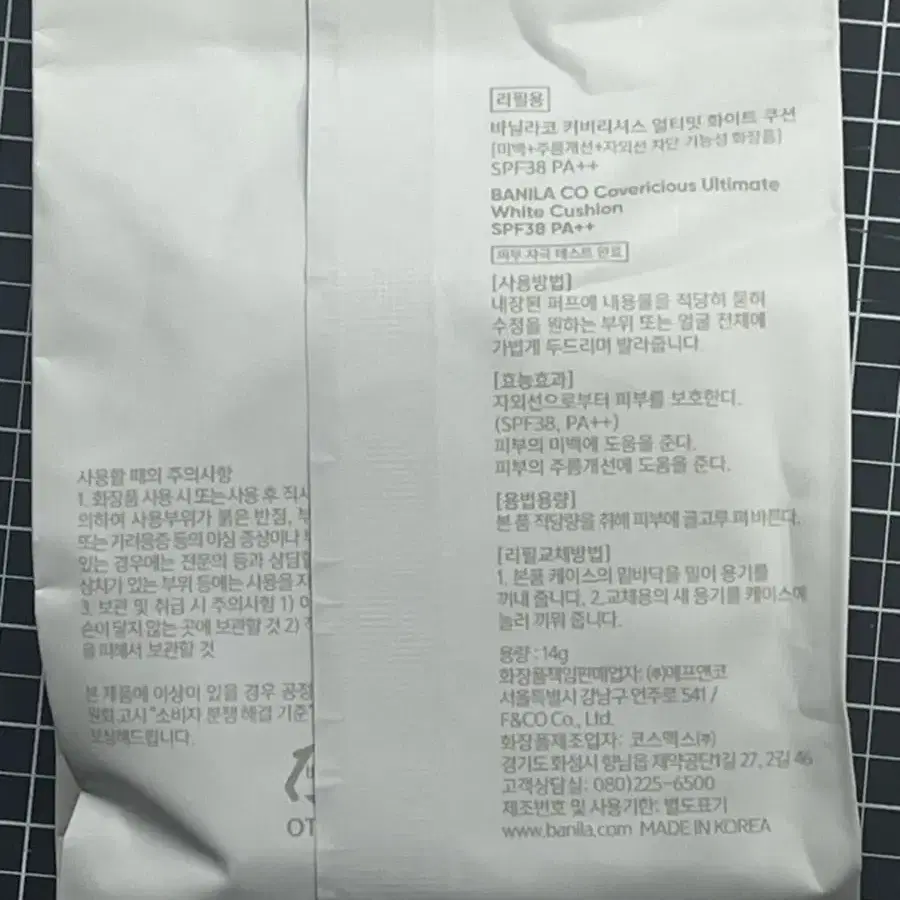 리필용
바닐라코 커버리셔스 얼티밋 화이트 쿠션
[미백+주름개선+자외선 차단 기능성 화장품]
SPF38 PA++
BANILA CO Covericious Ultimate
White Cushion
SPF38 PA++
피부 자극 테스트 완료
[사용방법]
내장된 퍼프에 내용물을 적당히 묻혀
수정을 원하는 부위 또는 얼굴 전체에
가볍게 두드리며 발라줍니다
[효능효과]
자외선으로부터 피부를 보호한다.
(SPF38, PA++)
피부의 미백에 도움을 준다.
피부의 주름개선에 도움을 준다.
[용법용량]
본 품 적당량을 취해 피부에 골고루 펴 바른다.
[리필교체방법]
1. 본품 케이스의 밑바닥을 밀어 용기를
꺼내 줍니다. 2.교체용의 새 용기를 케이스에
눌러 끼워 줍니다.
용량 : 14g
화장품책임판매업자: (주)에프앤코
서울특별시 강남구 언주로 541 /
F&CO Co., Ltd.
화장품제조업자: 코스맥스(주)
경기도 화성시 향남읍 제약공단1길 27, 2길 46
고객상담실: 080)225-6500
제조번호 및 사용기한: 별도표기
www.banila.com MADE IN KOREA
사용할 때의 주의사항
1. 화장품 사용 시 또는 사용 후 직사
의하여 사용부위가 붉은 반점, 부
또는 가려움증 등의 이상 증상이나
있는 경우에는 전문의 등과 상담할
상처가 있는 부위 등에는 사용을 자
3. 보관 및 취급 시 주의사항 1) 어
손이 닿지 않는 곳에 보관할 것 2)
을 피해서 보관할 것
본 제품에 이상이 있을 경우 공정
원회 고시 "소비자 분쟁 해결 기준"
보상해드립니다.
OT